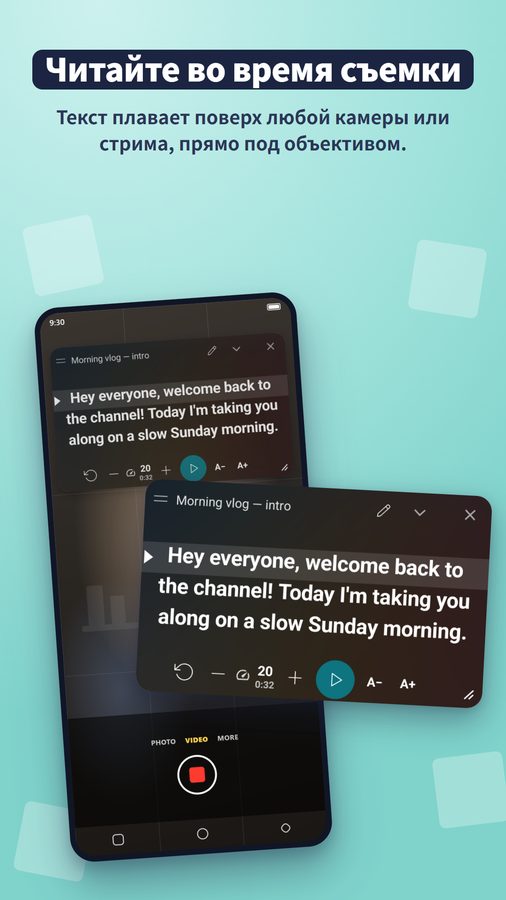 Читайте во время съемки
Текст плавает поверх любой камеры или
стрима, прямо под объективом.
9:30
Morning vlog — intro
Hey everyone, welcome back to
the channel! Today I'm taking you
along on a slow Sunday morning.
20
0:32
A- A+
Morning vlog — intro
Hey everyone, welcome back to
the channel! Today I'm taking you
along on a slow Sunday morning.
20
0:32
A- A+
PHOTO VIDEO MORE